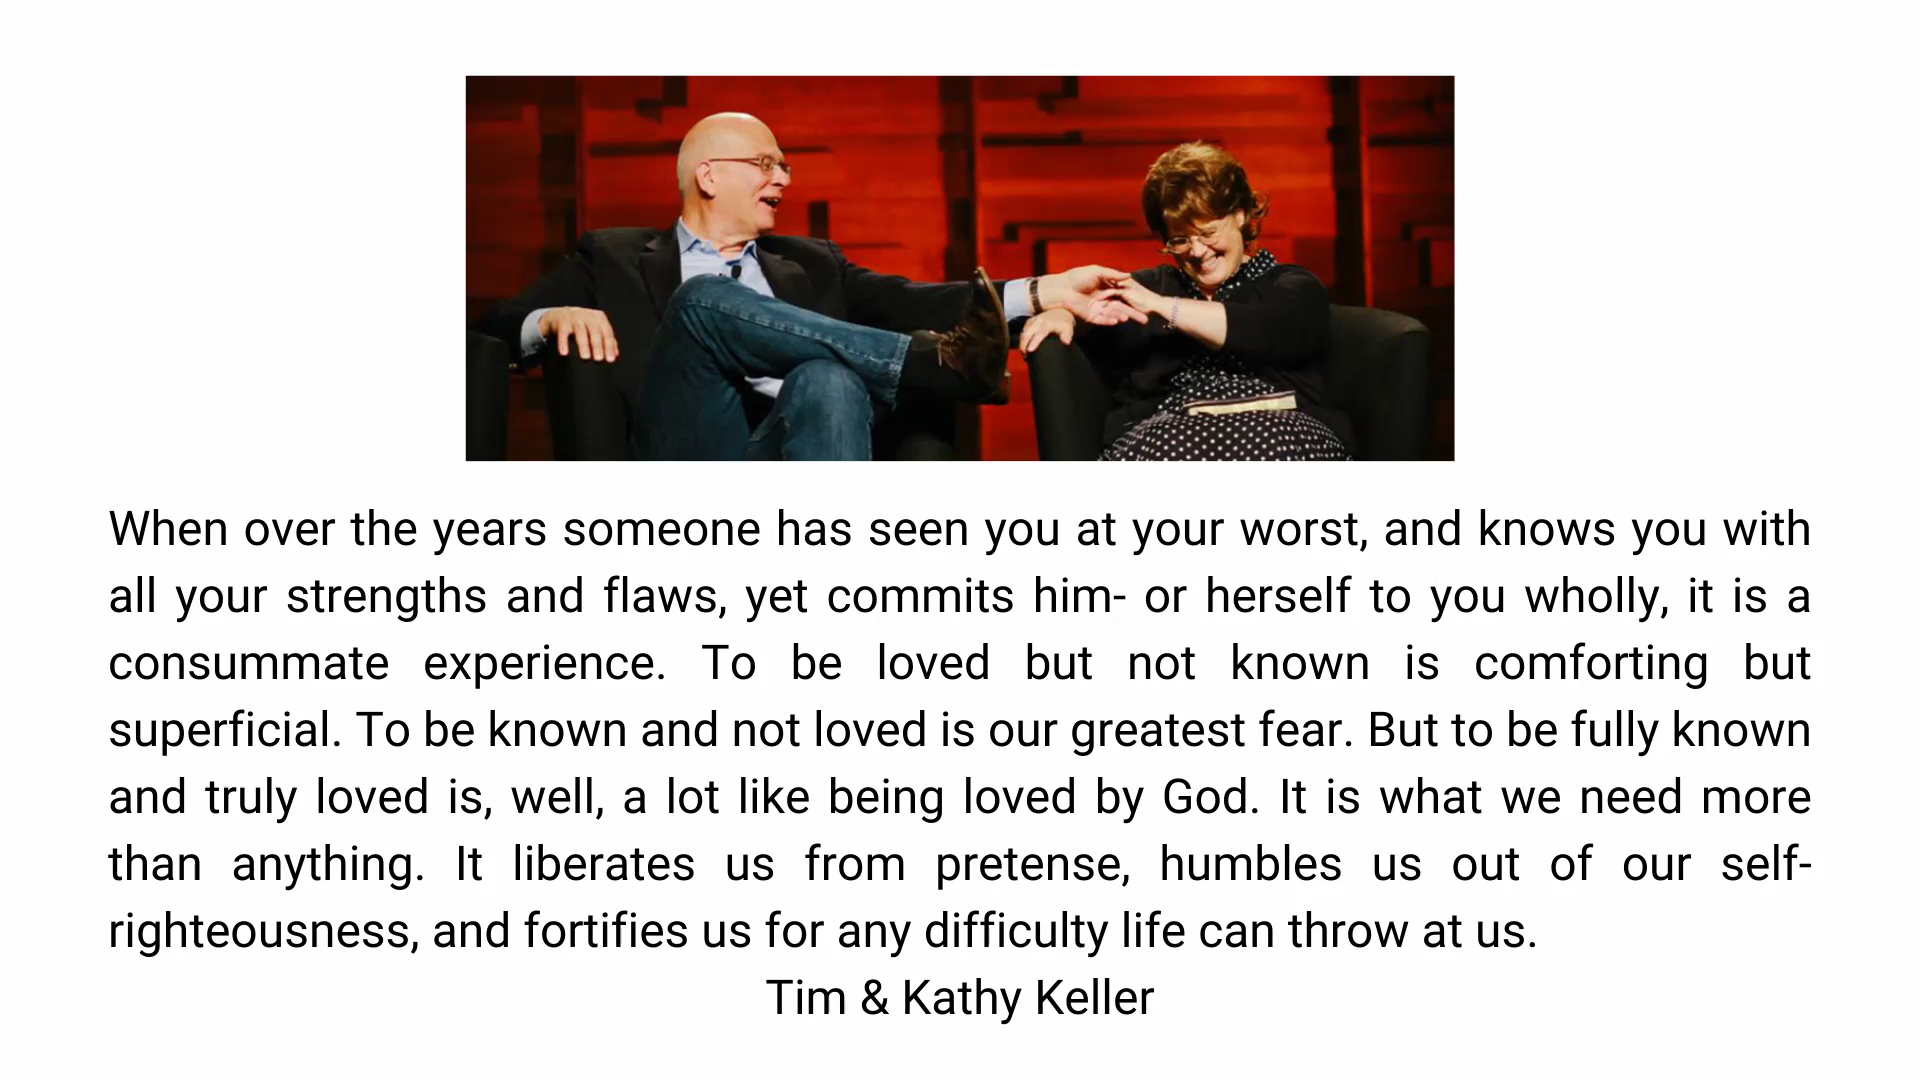 When over the years someone has seen you at your worst, and knows you with
all your strengths and flaws, yet commits him- or herself to you wholly, it is a
consummate experience. To be loved but not known is comforting but
superficial. To be known and not loved is our greatest fear. But to be fully known
and truly loved is, well, a lot like being loved by God. It is what we need more
than anything. It liberates us from pretense, humbles us out of our self-
righteousness, and fortifies us for any difficulty life can throw at us.
Tim & Kathy Keller